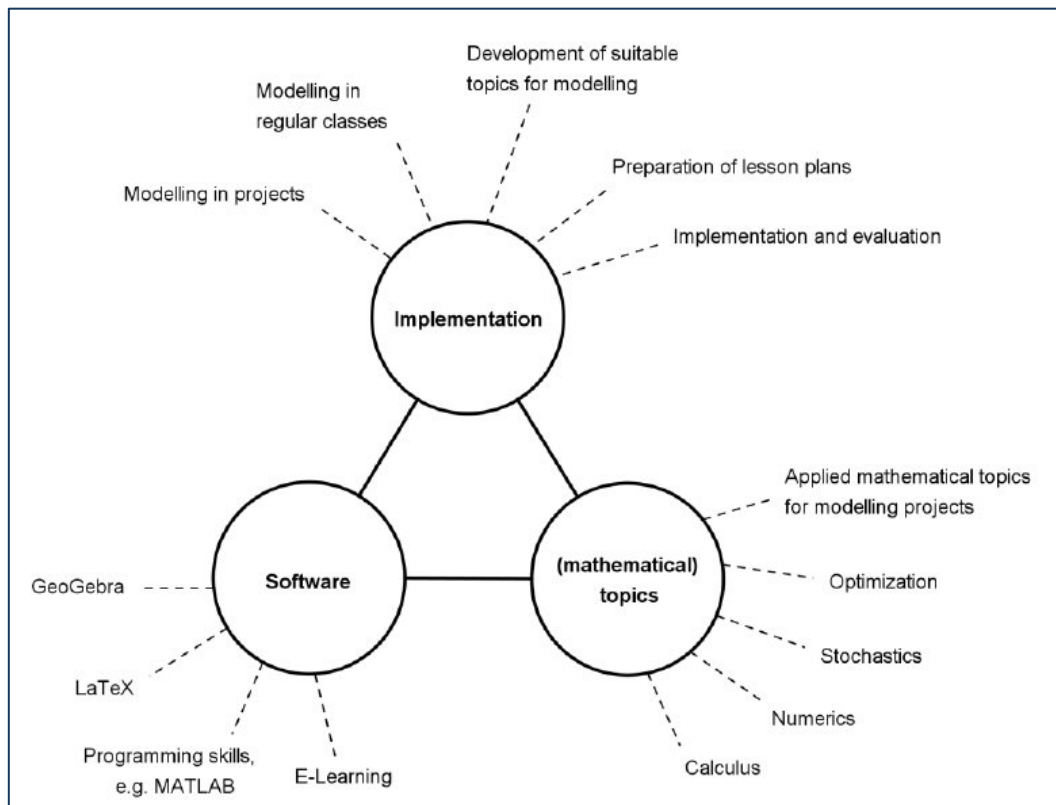 Development of suitable
topics for modelling
Modelling in
regular classes
Preparation of lesson plans
Modelling in projects
Implementation and evaluation
Implementation
Applied mathematical topics
for modelling projects
(mathematical)
topics
Software
GeoGebra
Optimization
Stochastics
LaTeX
Numerics
Programming skills,
e.g. MATLAB
E-Learning
Calculus